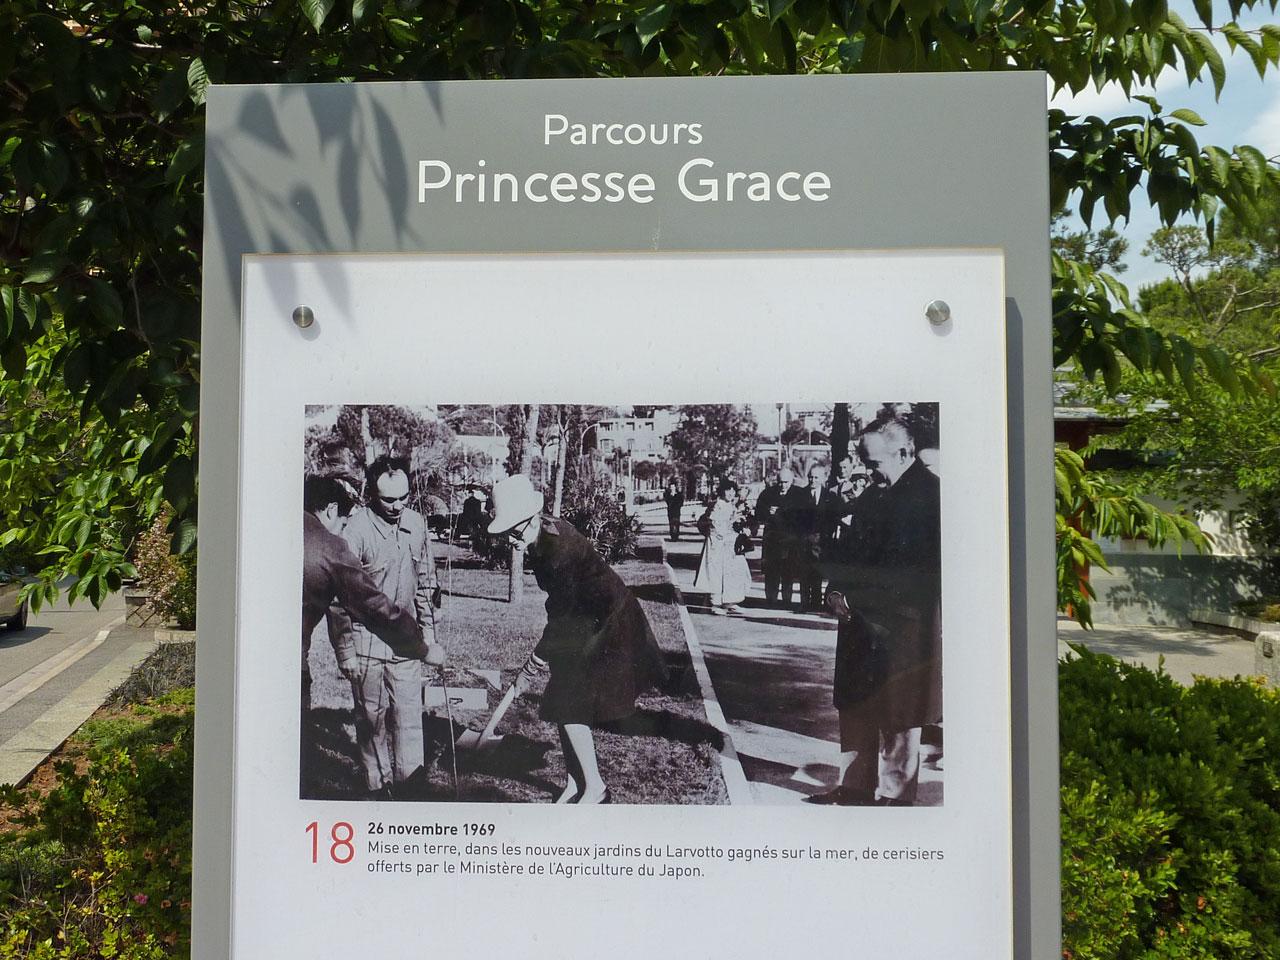 Parcours
Princesse Grace
18
26 novembre 1969
Mise en terre, dans les nouveaux jardins du Larvotto gagnés sur la mer, de cerisiers
offerts par le Ministère de l'Agriculture du Japon.